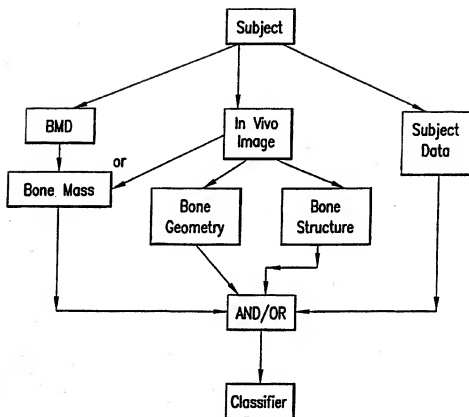 Subject
BMD
In Vivo
Image
Subject
Data
or
Bone Mass
Bone
Geometry
Bone
Structure
AND/OR
Classifier